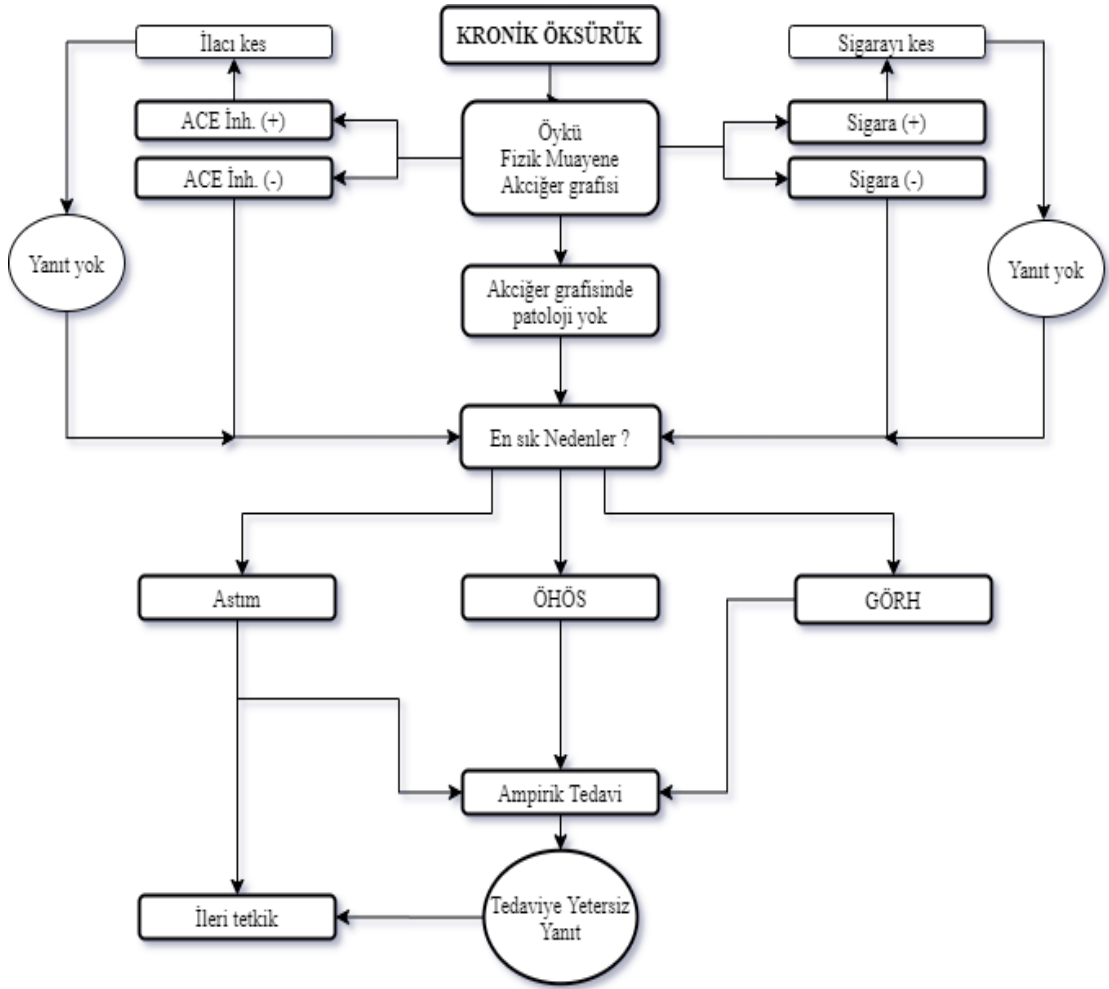 KRONİK ÖKSÜRÜK
İlacı kes
Sigarayı kes
ACE İnh. (+)
ACE İnh. (-)
Öykü
Fizik Muayene
Akciğer grafisi
Sigara (+)
Sigara (-)
Yanıt yok
Yanıt yok
Akciğer grafisinde
patoloji yok
En sık Nedenler ?
Astım
ÖHÖS
GÖRH
Ampirik Tedavi
Tedaviye Yetersiz
Yanıt
İleri tetkik